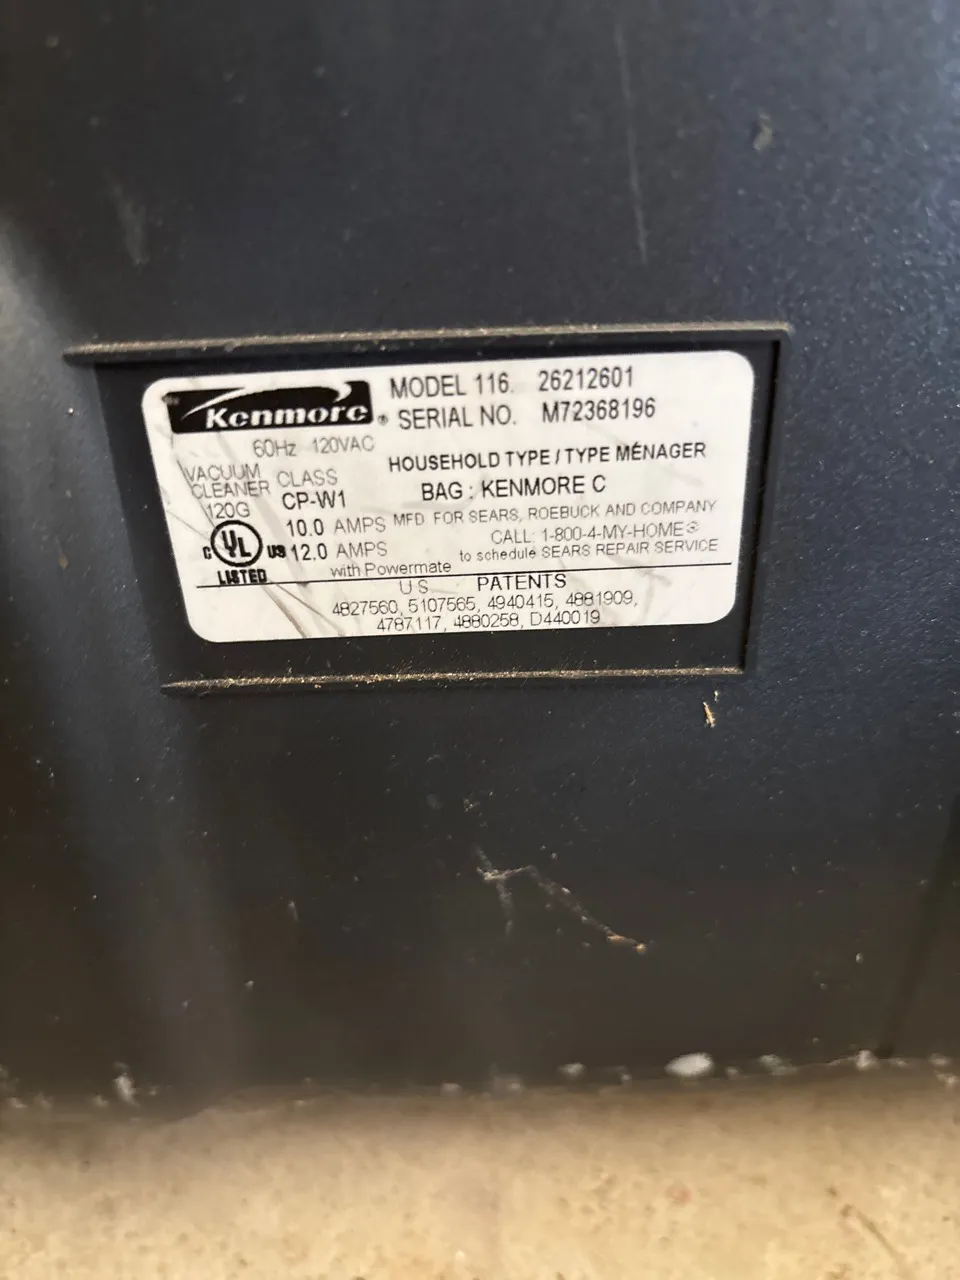 Kenmore®
MODEL 116. 26212601
SERIAL NO. M72368196
60Hz 120VAC
HOUSEHOLD TYPE / TYPE MÉNAGER
VACUUM CLEANER 120G
CLASS CP-W1
BAG : KENMORE C
10.0 AMPS
MFD FOR SEARS, ROEBUCK AND COMPANY
CALL: 1-800-4-MY-HOME®
12.0 AMPS
with Powermate
to schedule SEARS REPAIR SERVICE
C UL US
LISTED
U S PATENTS
4827560, 5107565, 4940415, 4881909,
4787117, 4880258, D440019